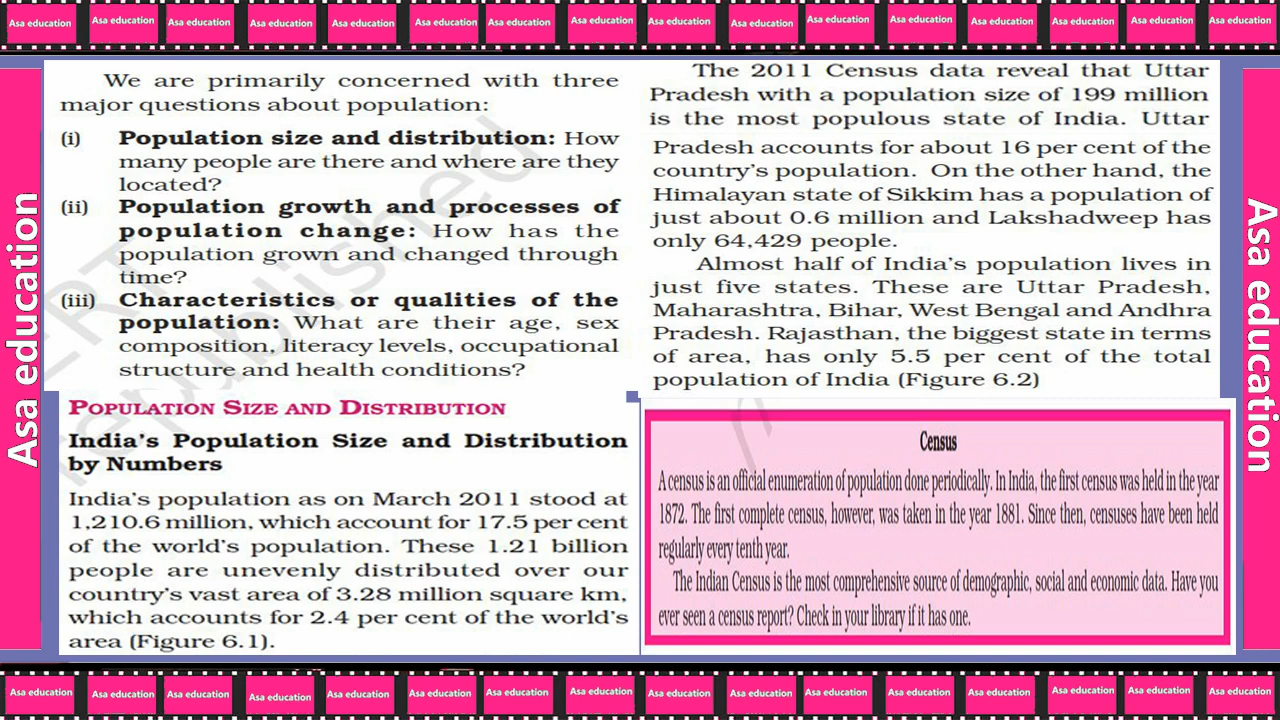 Asa education Asa education Asa education Asa education Asa education Asa education Asa education Asa education Asa education Asa education Asa education Asa education Asa education Asa education Asa education Asa education
Asa education
We are primarily concerned with three
major questions about population:
(i) Population size and distribution: How
many people are there and where are they
located?
(ii) Population growth and processes of
population change: How has the
population grown and changed through
time?
(iii) Characteristics or qualities of the
population: What are their age, sex
composition, literacy levels, occupational
structure and health conditions?
POPULATION SIZE AND DISTRIBUTION
India's Population Size and Distribution
by Numbers
India's population as on March 2011 stood at
1,210.6 million, which account for 17.5 per cent
of the world's population. These 1.21 billion
people are unevenly distributed over our
country's vast area of 3.28 million square km,
which accounts for 2.4 per cent of the world's
area (Figure 6.1).
The 2011 Census data reveal that Uttar
Pradesh with a population size of 199 million
is the most populous state of India. Uttar
Pradesh accounts for about 16 per cent of the
country's population. On the other hand, the
Himalayan state of Sikkim has a population of
just about 0.6 million and Lakshadweep has
only 64,429 people.
Almost half of India's population lives in
just five states. These are Uttar Pradesh,
Maharashtra, Bihar, West Bengal and Andhra
Pradesh. Rajasthan, the biggest state in terms
of area, has only 5.5 per cent of the total
population of India (Figure 6.2)
Census
A census is an official enumeration of population done periodically. In India, the first census was held in the year
1872. The first complete census, however, was taken in the year 1881. Since then, censuses have been held
regularly every tenth year.
The Indian Census is the most comprehensive source of demographic, social and economic data. Have you
ever seen a census report? Check in your library if it has one.
Asa education
Asa education Asa education Asa education Asa education Asa education Asa education Asa education Asa education Asa education Asa education Asa education Asa education Asa education Asa education Asa education Asa education